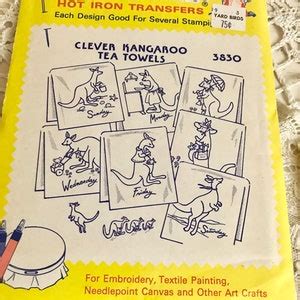 HOT IRON TRANSFERS
Each Design Good For Several Stampi
YARD BIRDS
75¢
CLEVER KANGAROO
TEA TOWELS
3830
Sunday
Monday
Wednesday
Friday
Saturday
For Embroidery, Textile Painting,
Needlepoint Canvas and Other Art Crafts